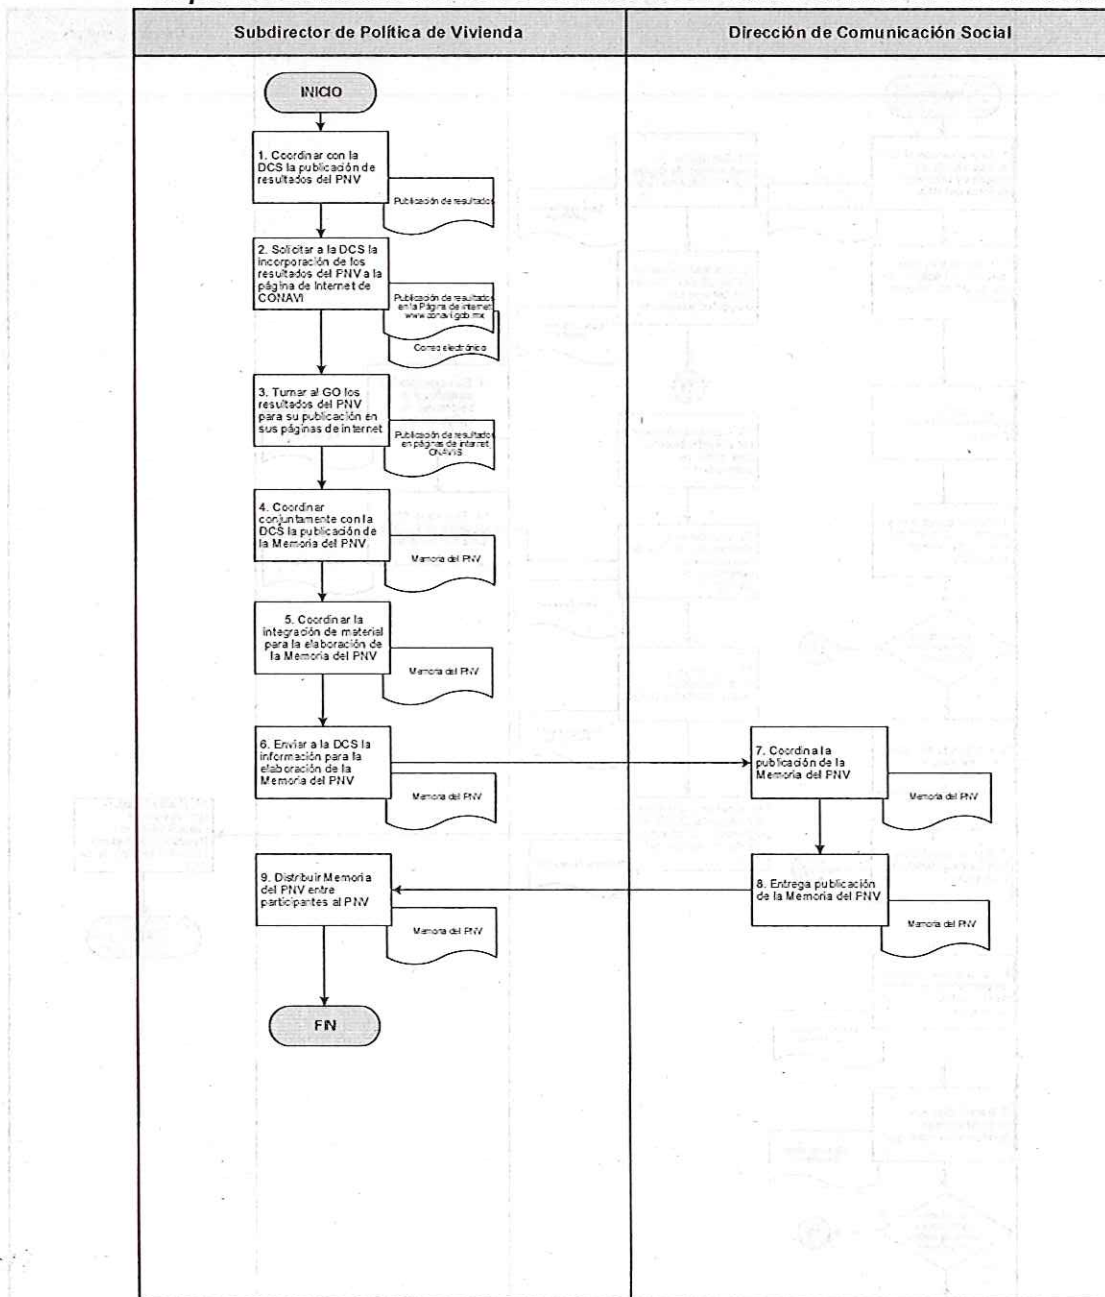 Subdirector de Política de Vivienda
Dirección de Comunicación Social
INICIO
1. Coordinar con la
DCS la publicación de
resultados del PNV
Publicación de resultados
2. Solicitar a la DCS la
incorporación de los
resultados del PNV a la
página de Internet de
CONAVI
Publicación de resultados
en la Página de internet
www.conavi.gob.mx
Correo electrónico
3. Turnar al GO los
resultados del PNV
para su publicación en
sus páginas de internet
Publicación de resultados
en páginas de internet
ONAVIS
4. Coordinar
conjuntamente con la
DCS la publicación de
la Memoria del PNV.
Memoria del PNV
5. Coordinar la
integración de material
para la elaboración de
la Memoria del PNV
Memoria del PNV
6. Enviar a la DCS la
información para la
elaboración de la
Memoria del PNV
Memoria del PNV
7. Coordina la
publicación de la
Memoria del PNV
Memoria del PNV
8. Entrega publicación
de la Memoria del PNV
Memoria del PNV
9. Distribuir Memoria
del PNV entre
participantes al PNV
Memoria del PNV
FIN